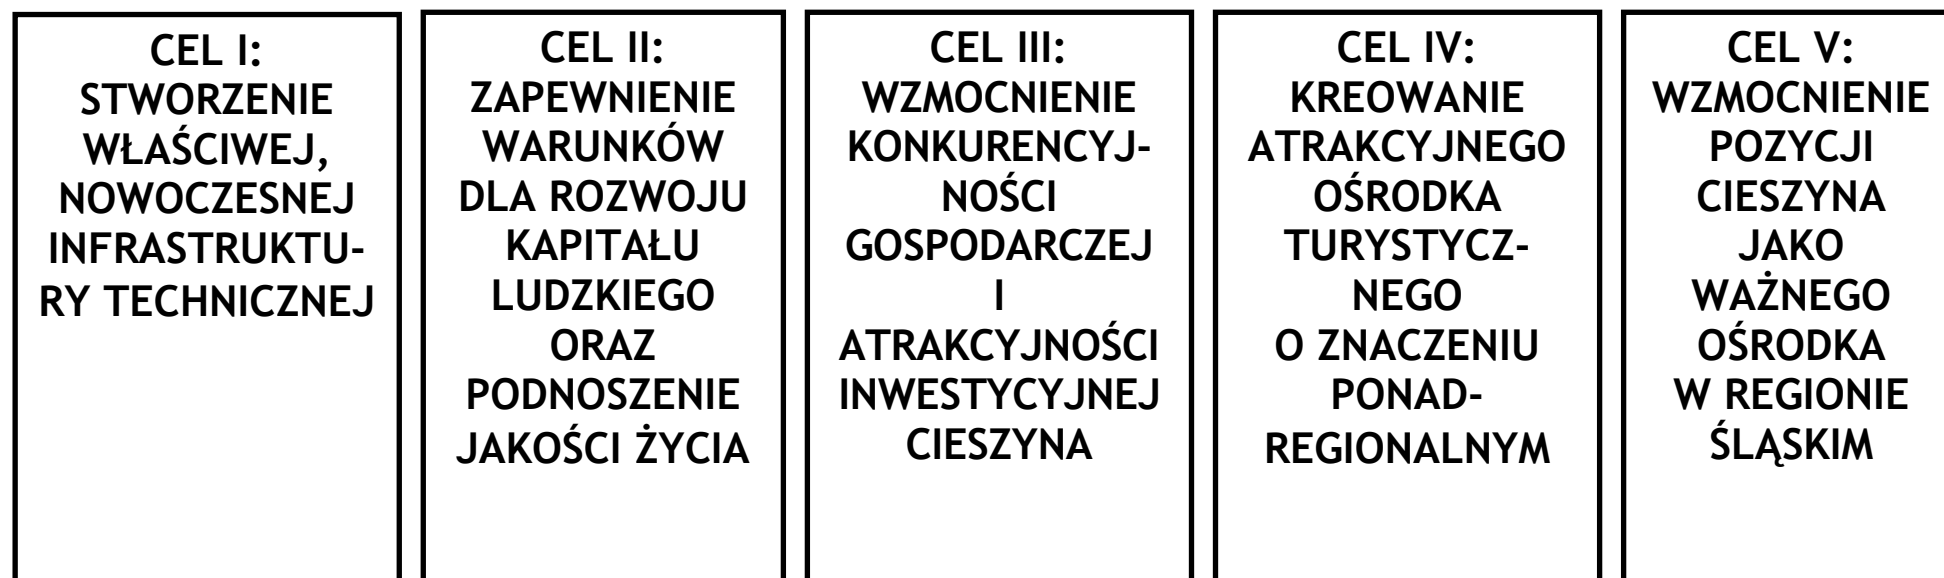 CEL I:
STWORZENIE
WŁAŚCIWEJ,
NOWOCZESNEJ
INFRASTRUKTU-
RY TECHNICZNEJ
CEL II:
ZAPEWNIENIE
WARUNKÓW
DLA ROZWOJU
KAPITAŁU
LUDZKIEGO
ORAZ
PODNOSZENIE
JAKOŚCI ŻYCIA
CEL III:
WZMOCNIENIE
KONKURENCYJ-
NOŚCI
GOSPODARCZEJ
I
ATRAKCYJNOŚCI
INWESTYCYJNEJ
CIESZYNA
CEL IV:
KREOWANIE
ATRAKCYJNEGO
OŚRODKA
TURYSTYCZ-
NEGO
O ZNACZENIU
PONAD-
REGIONALNYM
CEL V:
WZMOCNIENIE
POZYCJI
CIESZYNA
JAKO
WAŻNEGO
OŚRODKA
W REGIONIE
ŚLĄSKIM